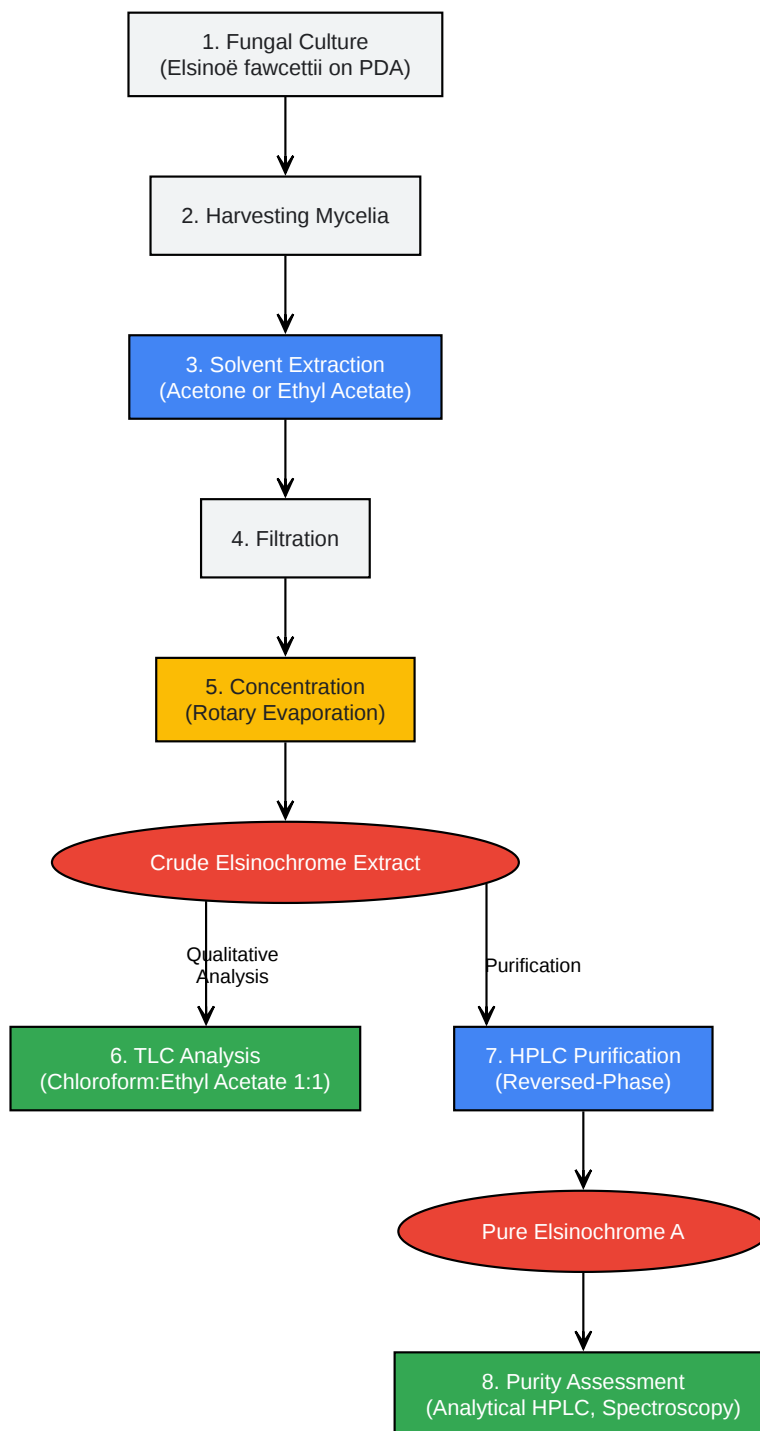 1. Fungal Culture
(Elsinoë fawcettii on PDA)
2. Harvesting Mycelia
3. Solvent Extraction
(Acetone or Ethyl Acetate)
4. Filtration
5. Concentration
(Rotary Evaporation)
Crude Elsinochrome Extract
Qualitative
Analysis
Purification
6. TLC Analysis
(Chloroform:Ethyl Acetate 1:1)
7. HPLC Purification
(Reversed-Phase)
Pure Elsinochrome A
8. Purity Assessment
(Analytical HPLC, Spectroscopy)